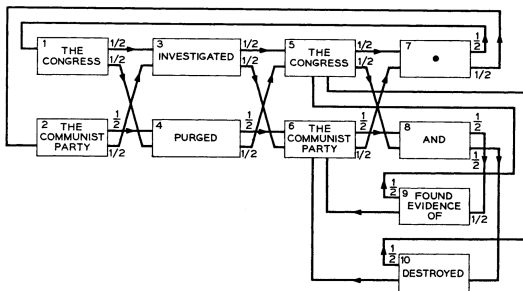 1 THE CONGRESS 1/2 1/2
3 INVESTIGATED 1/2 1/2
5 THE CONGRESS 1/2 1/2
7 • 1/2 1/2
2 THE COMMUNIST PARTY 1/2 1/2
4 PURGED 1/2 1/2
6 THE COMMUNIST PARTY 1/2 1/2
8 AND 1/2 1/2
9 FOUND EVIDENCE OF 1/2 1/2
10 DESTROYED 1/2